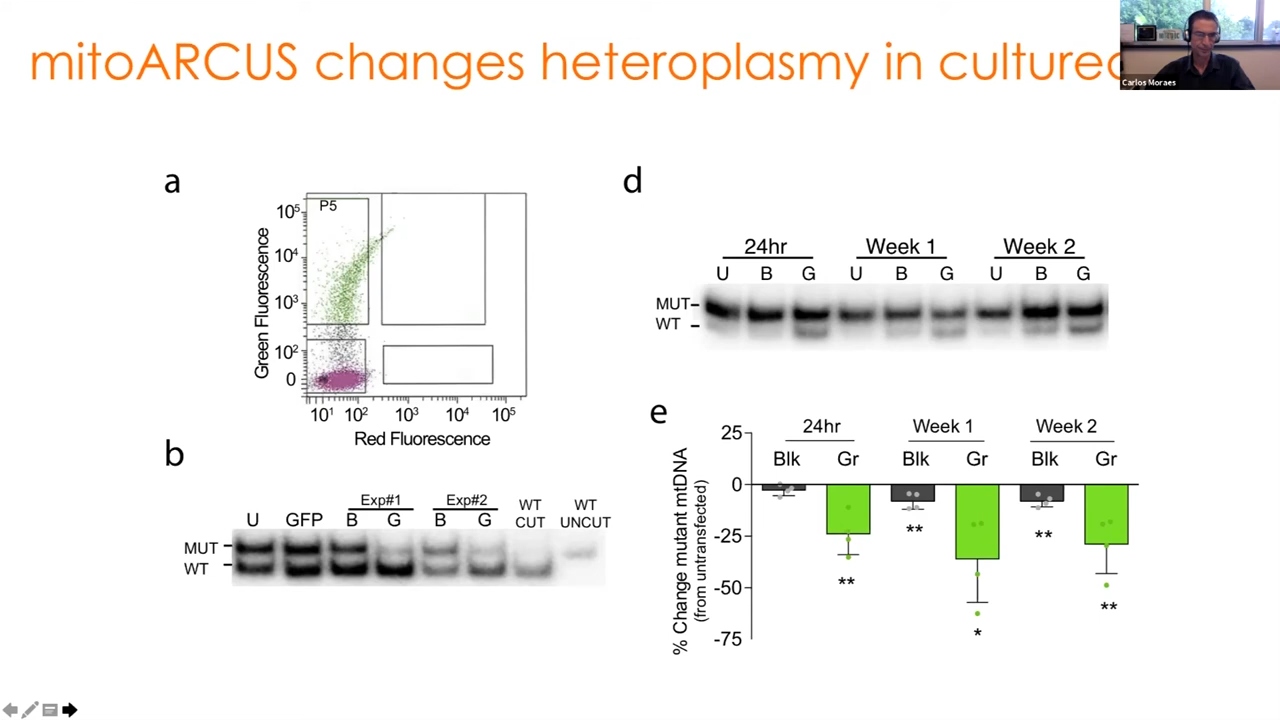 mitoARCUS changes heteroplasmy in cultured
Carlos Moraes
a
P5
Green Fluorescence
10⁵
10⁴
10³
10²
0
10¹ 10² 10³ 10⁴ 10⁵
Red Fluorescence
b
Exp#1 Exp#2 WT CUT WT UNCUT
U GFP B G B G
MUT
WT
d
24hr Week 1 Week 2
U B G U B G U B G
MUT
WT
e
24hr Week 1 Week 2
Blk Gr Blk Gr Blk Gr
% Change mutant mtDNA
(from untransfected)
25
0
-25
-50
-75
** ** * ** **